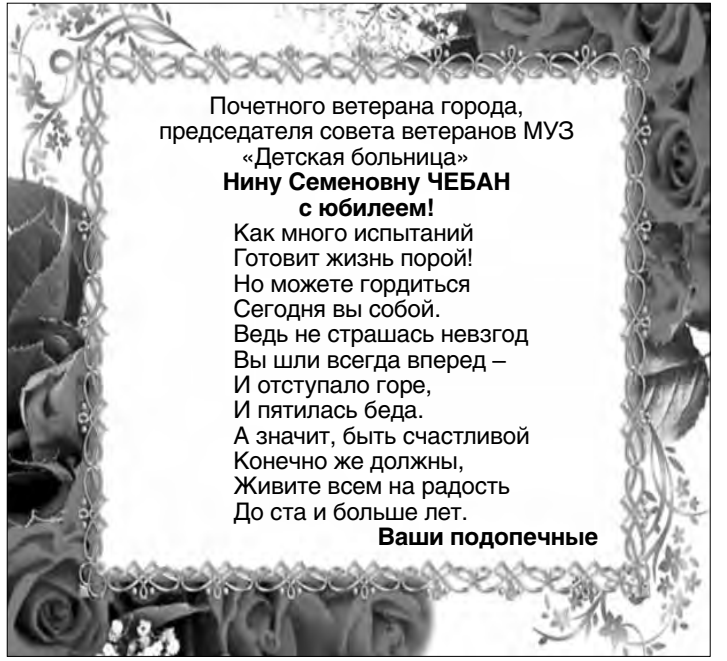 Почетного ветерана города,
председателя совета ветеранов МУЗ
«Детская больница»
Нину Семеновну ЧЕБАН
с юбилеем!
Как много испытаний
Готовит жизнь порой!
Но можете гордиться
Сегодня вы собой.
Ведь не страшась невзгод
Вы шли всегда вперед –
И отступало горе,
И пятилась беда.
А значит, быть счастливой
Конечно же должны,
Живите всем на радость
До ста и больше лет.
Ваши подопечные